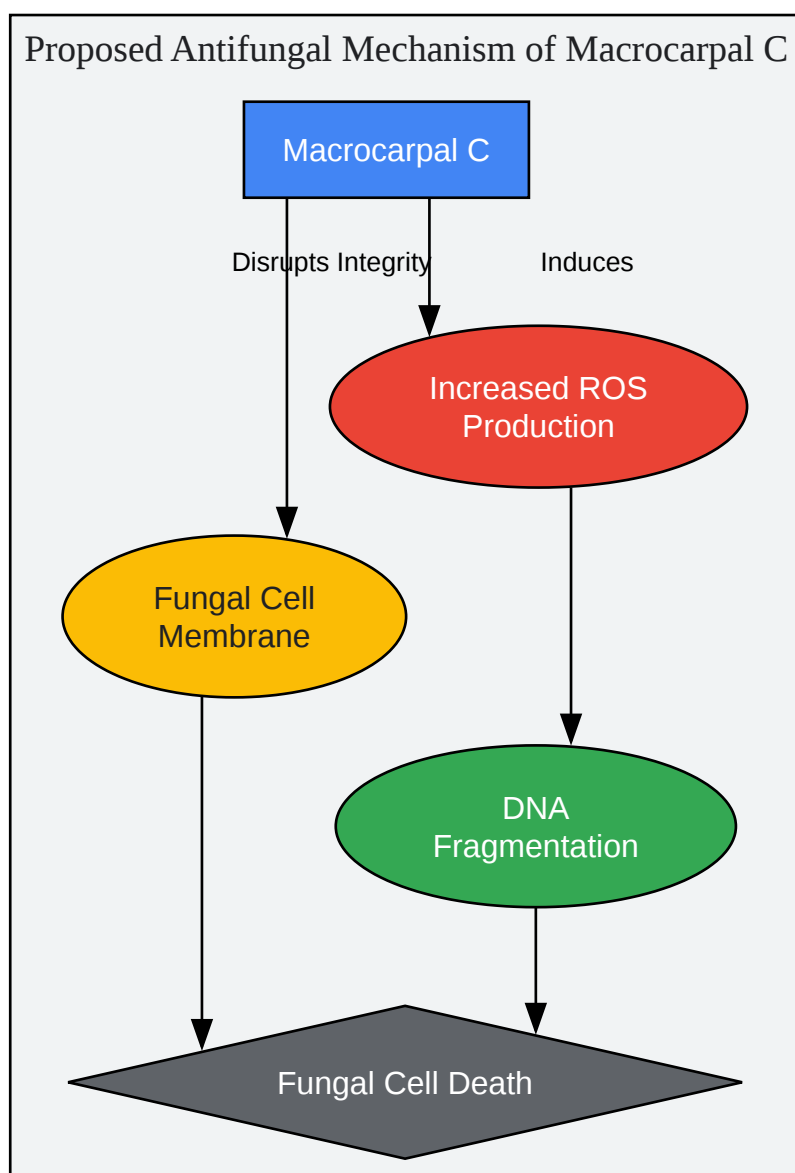 Proposed Antifungal Mechanism of Macrocarpal C
Macrocarpal C
Disrupts Integrity
Induces
Increased ROS
Production
Fungal Cell
Membrane
DNA
Fragmentation
Fungal Cell Death